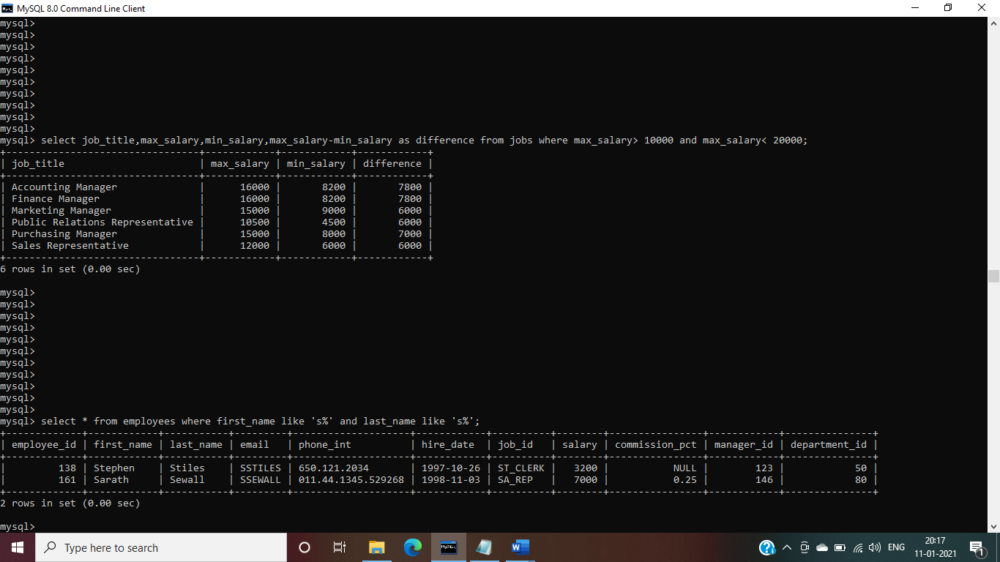 MySQL 8.0 Command Line Client
mysql>
mysql>
mysql>
mysql>
mysql>
mysql>
mysql>
mysql>
mysql>
mysql>
mysql> select job_title,max_salary,min_salary,max_salary-min_salary as difference from jobs where max_salary> 10000 and max_salary< 20000;
+---------------------------------+------------+------------+------------+
| job_title                       | max_salary | min_salary | difference |
+---------------------------------+------------+------------+------------+
| Accounting Manager              |      16000 |       8200 |       7800 |
| Finance Manager                 |      16000 |       8200 |       7800 |
| Marketing Manager               |      15000 |       9000 |       6000 |
| Public Relations Representative |      10500 |       4500 |       6000 |
| Purchasing Manager              |      15000 |       8000 |       7000 |
| Sales Representative            |      12000 |       6000 |       6000 |
+---------------------------------+------------+------------+------------+
6 rows in set (0.00 sec)
mysql>
mysql>
mysql>
mysql>
mysql>
mysql>
mysql>
mysql>
mysql>
mysql>
mysql>
mysql> select * from employees where first_name like 's%' and last_name like 's%';
+-------------+------------+-----------+---------+--------------------+------------+----------+--------+----------------+------------+---------------+
| employee_id | first_name | last_name | email   | phone_int          | hire_date  | job_id   | salary | commission_pct | manager_id | department_id |
+-------------+------------+-----------+---------+--------------------+------------+----------+--------+----------------+------------+---------------+
|         138 | Stephen    | Stiles    | SSTILES | 650.121.2034       | 1997-10-26 | ST_CLERK |   3200 |           NULL |        123 |            50 |
|         161 | Sarath     | Sewall    | SSEWALL | 011.44.1345.529268 | 1998-11-03 | SA_REP   |   7000 |           0.25 |        146 |            80 |
+-------------+------------+-----------+---------+--------------------+------------+----------+--------+----------------+------------+---------------+
2 rows in set (0.00 sec)
mysql>
Type here to search
ENG
20:17
11-01-2021
1